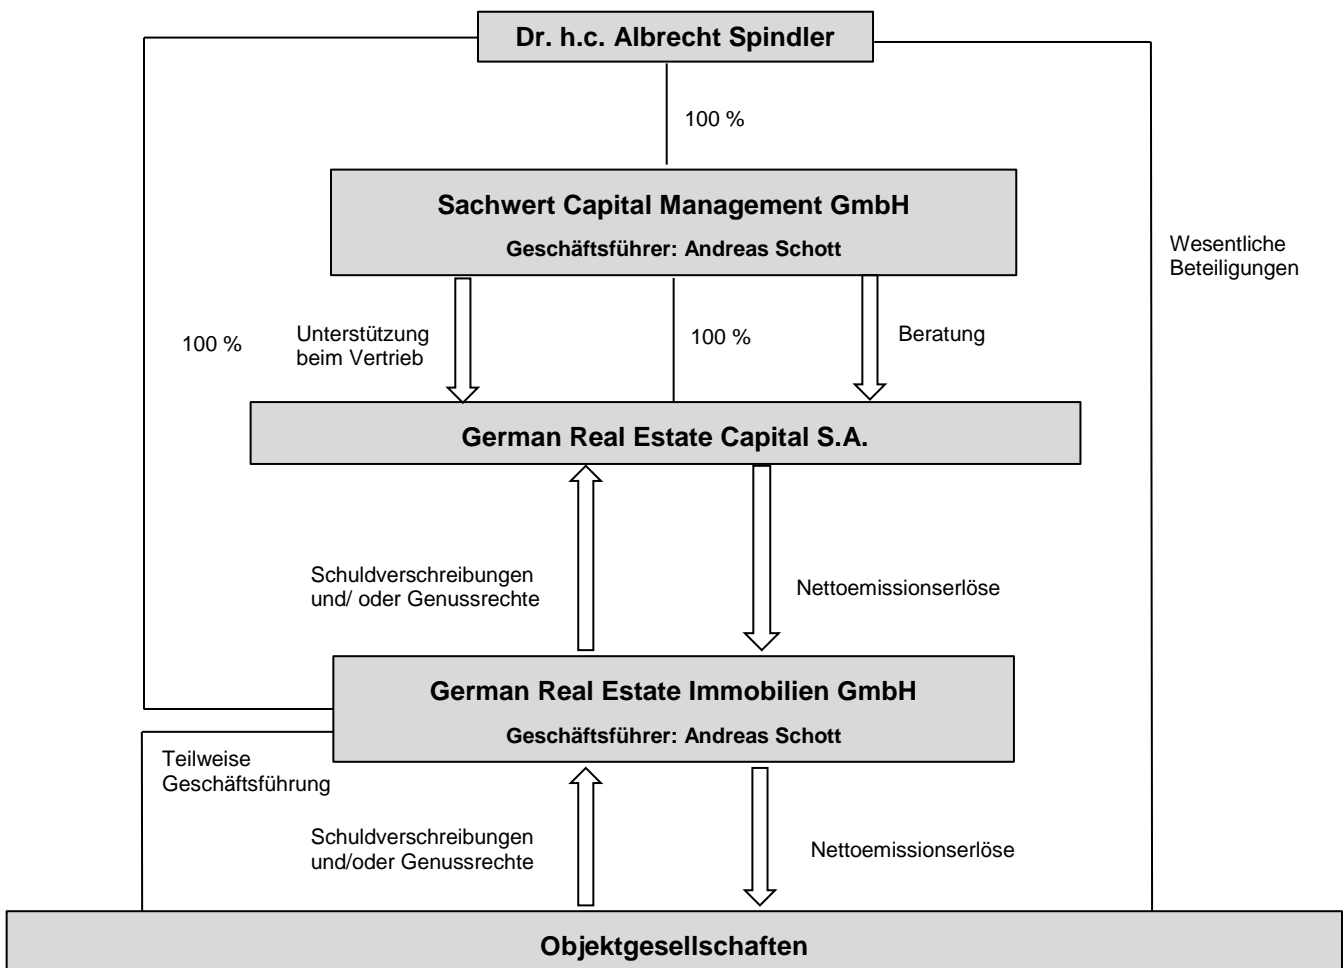 Dr. h.c. Albrecht Spindler
100 %
Sachwert Capital Management GmbH
Geschäftsführer: Andreas Schott
Wesentliche
Beteiligungen
100 %
Unterstützung
beim Vertrieb
100 %
Beratung
German Real Estate Capital S.A.
Schuldverschreibungen
und/ oder Genussrechte
Nettoemissionserlöse
German Real Estate Immobilien GmbH
Geschäftsführer: Andreas Schott
Teilweise
Geschäftsführung
Schuldverschreibungen
und/oder Genussrechte
Nettoemissionserlöse
Objektgesellschaften